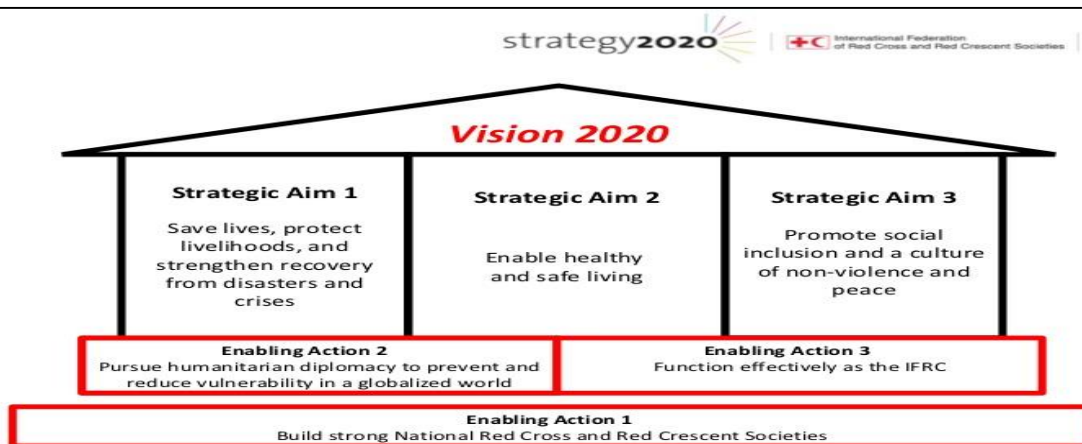 strategy2020
International Federation
of Red Cross and Red Crescent Societies
Vision 2020
Strategic Aim 1
Save lives, protect
livelihoods, and
strengthen recovery
from disasters and
crises
Strategic Aim 2
Enable healthy
and safe living
Strategic Aim 3
Promote social
inclusion and a culture
of non-violence and
peace
Enabling Action 2
Pursue humanitarian diplomacy to prevent and
reduce vulnerability in a globalized world
Enabling Action 3
Function effectively as the IFRC
Enabling Action 1
Build strong National Red Cross and Red Crescent Societies